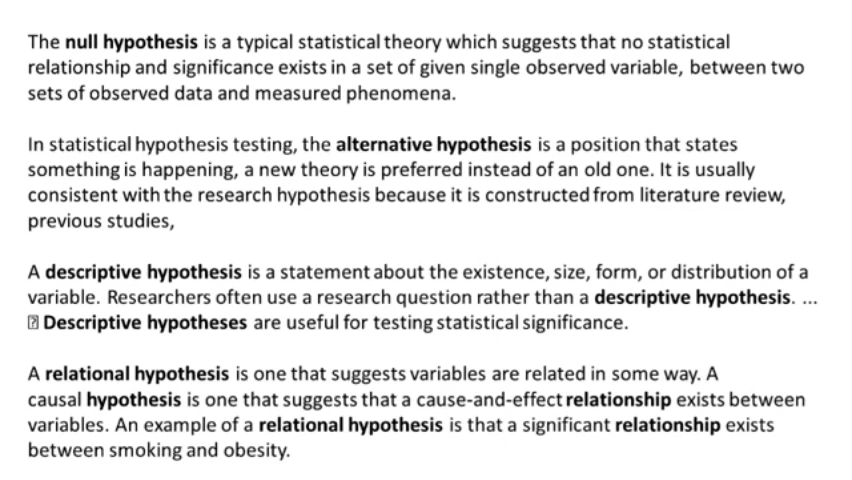 The null hypothesis is a typical statistical theory which suggests that no statistical
relationship and significance exists in a set of given single observed variable, between two
sets of observed data and measured phenomena.
In statistical hypothesis testing, the alternative hypothesis is a position that states
something is happening, a new theory is preferred instead of an old one. It is usually
consistent with the research hypothesis because it is constructed from literature review,
previous studies,
A descriptive hypothesis is a statement about the existence, size, form, or distribution of a
variable. Researchers often use a research question rather than a descriptive hypothesis. ...
⍰ Descriptive hypotheses are useful for testing statistical significance.
A relational hypothesis is one that suggests variables are related in some way. A
causal hypothesis is one that suggests that a cause-and-effect relationship exists between
variables. An example of a relational hypothesis is that a significant relationship exists
between smoking and obesity.